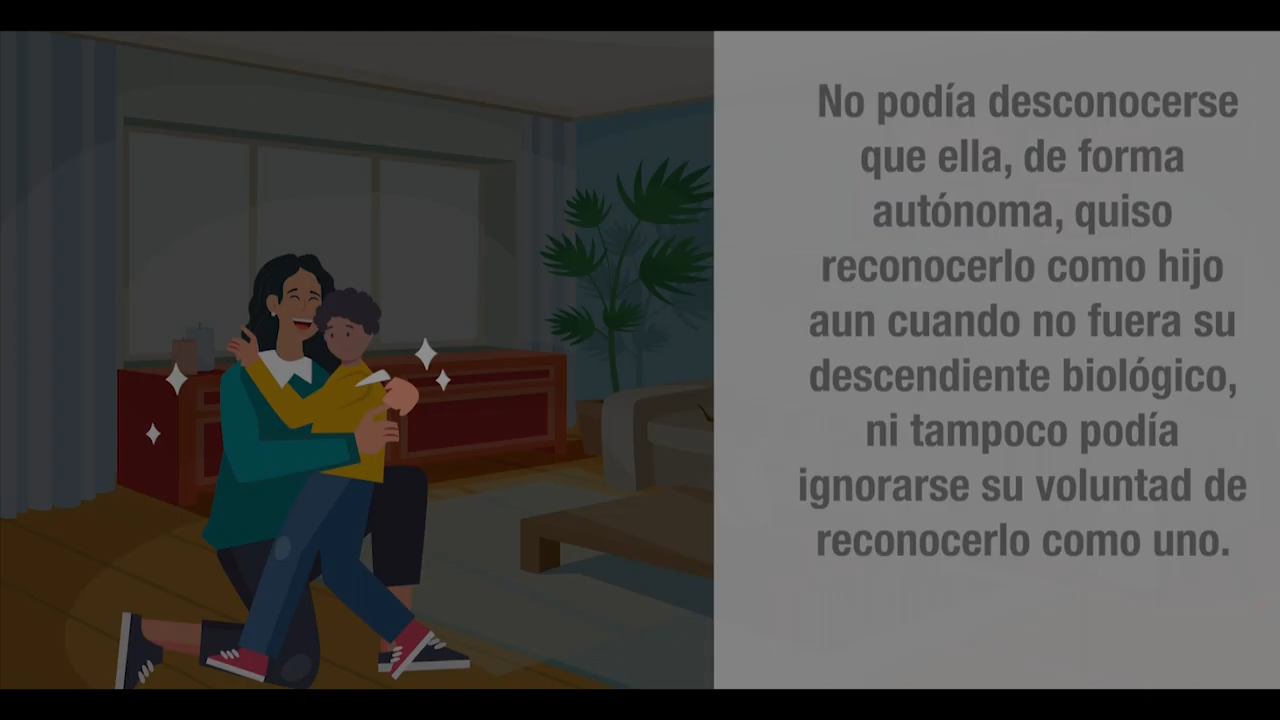 No podía desconocerse
que ella, de forma
autónoma, quiso
reconocerlo como hijo
aun cuando no fuera su
descendiente biológico,
ni tampoco podía
ignorarse su voluntad de
reconocerlo como uno.